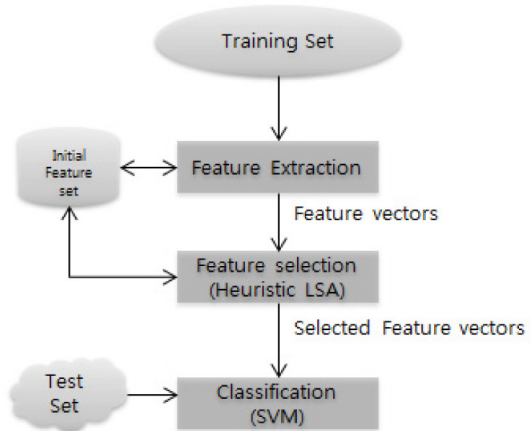 Training Set
Initial
Feature
set
Feature Extraction
Feature vectors
Feature selection
(Heuristic LSA)
Selected Feature vectors
Test
Set
Classification
(SVM)